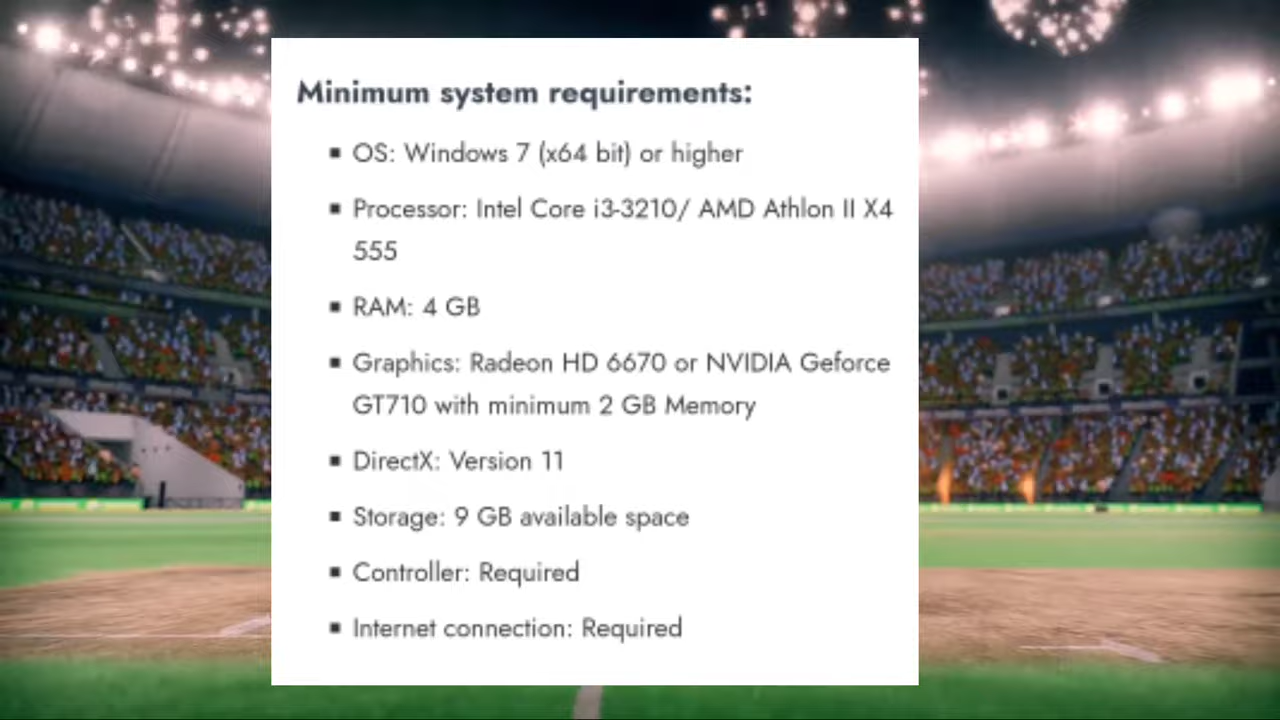 Minimum system requirements:
▪ OS: Windows 7 (x64 bit) or higher
▪ Processor: Intel Core i3-3210/ AMD Athlon II X4
555
▪ RAM: 4 GB
▪ Graphics: Radeon HD 6670 or NVIDIA Geforce
GT710 with minimum 2 GB Memory
▪ DirectX: Version 11
▪ Storage: 9 GB available space
▪ Controller: Required
▪ Internet connection: Required